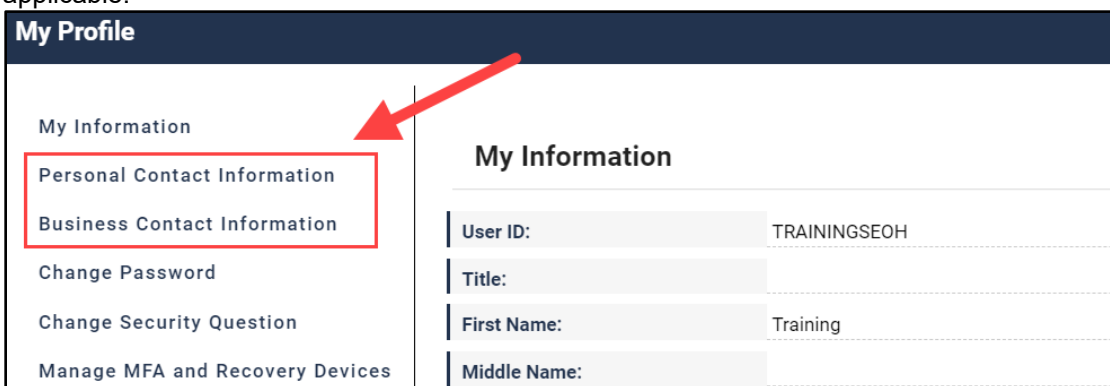 applicable.
My Profile
My Information
Personal Contact Information
Business Contact Information
Change Password
Change Security Question
Manage MFA and Recovery Devices
My Information
User ID: TRAININGSEOH
Title:
First Name: Training
Middle Name: